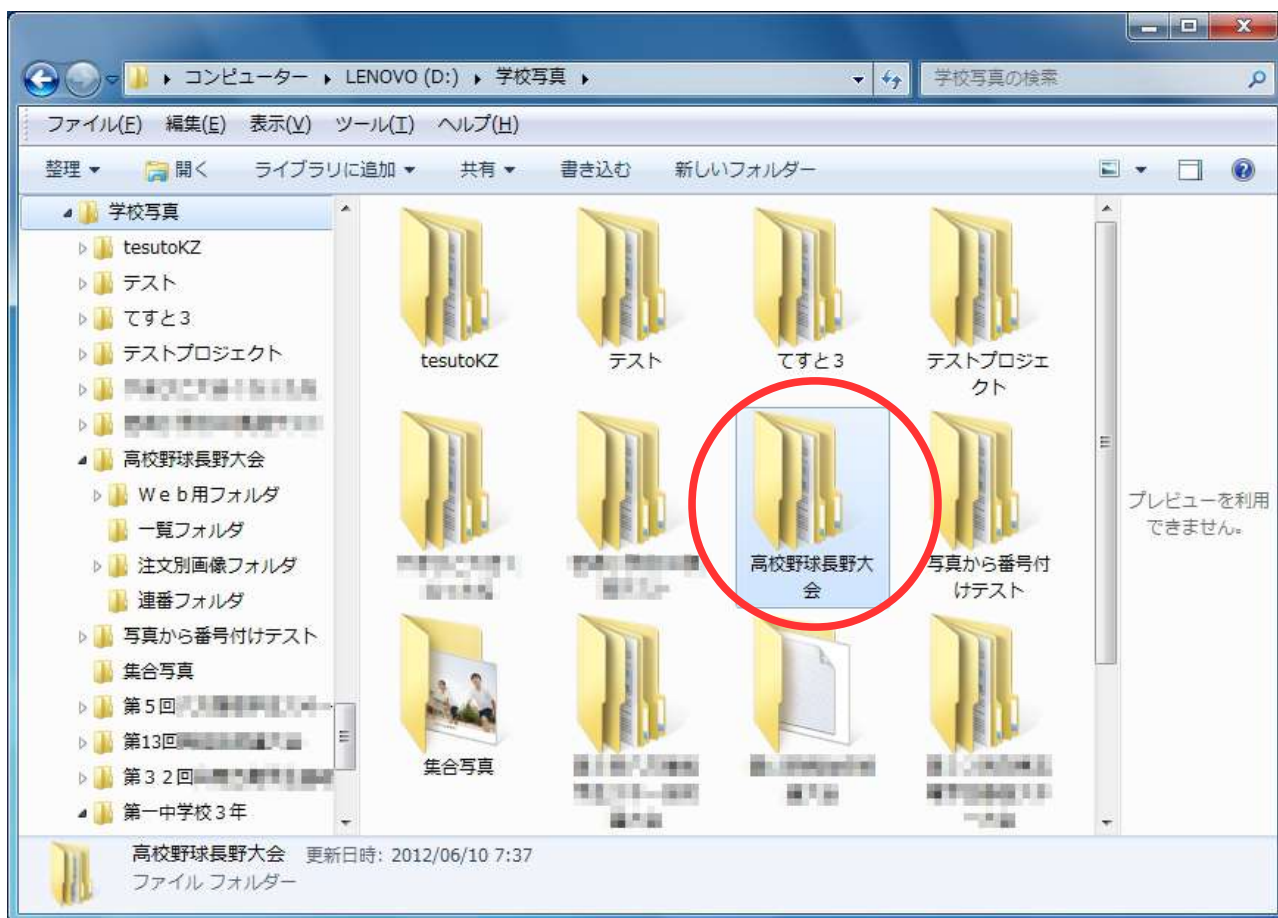 コンピューター ▸ LENOVO (D:) ▸ 学校写真 ▸
学校写真の検索
ファイル(F) 編集(E) 表示(V) ツール(T) ヘルプ(H)
整理 開く ライブラリに追加 共有 書き込む 新しいフォルダー
学校写真
tesutoKZ
テスト
てすと3
テストプロジェクト
高校野球長野大会
Ｗｅｂ用フォルダ
一覧フォルダ
注文別画像フォルダ
連番フォルダ
写真から番号付けテスト
集合写真
第５回
第13回
第３２回
第一中学校３年
tesutoKZ
テスト
てすと3
テストプロジェ
クト
高校野球長野大
会
写真から番号付
けテスト
集合写真
プレビューを利用
できません。
高校野球長野大会 更新日時: 2012/06/10 7:37
ファイル フォルダー